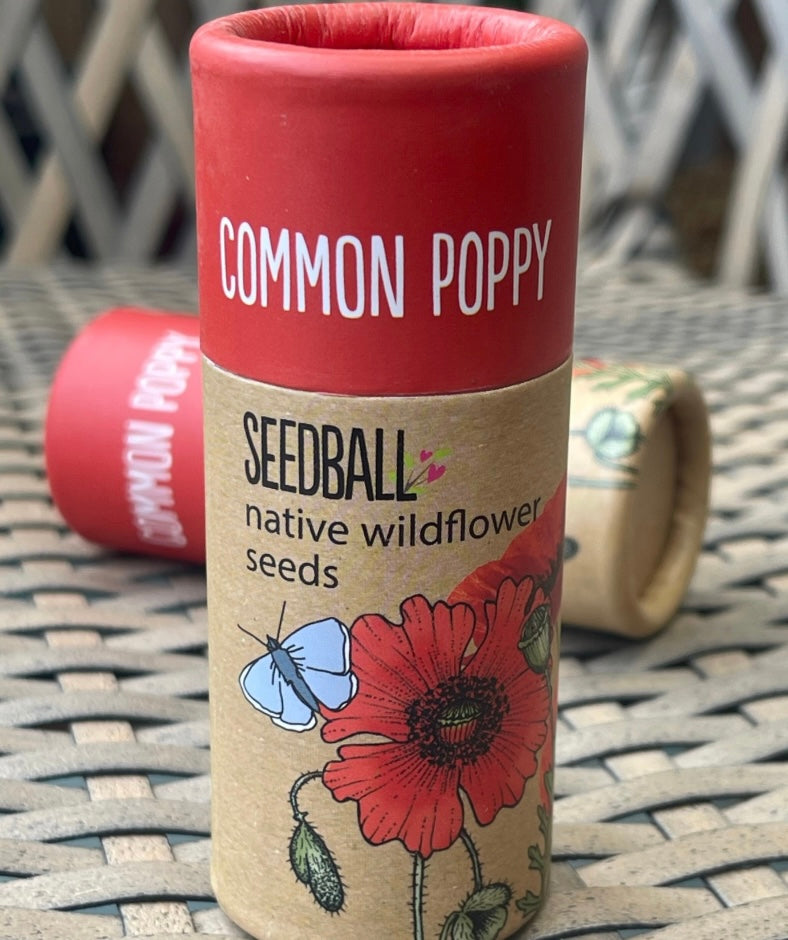 COMMON POPPY
SEEDBALL
native wildflower
seeds
COMMON POPPY